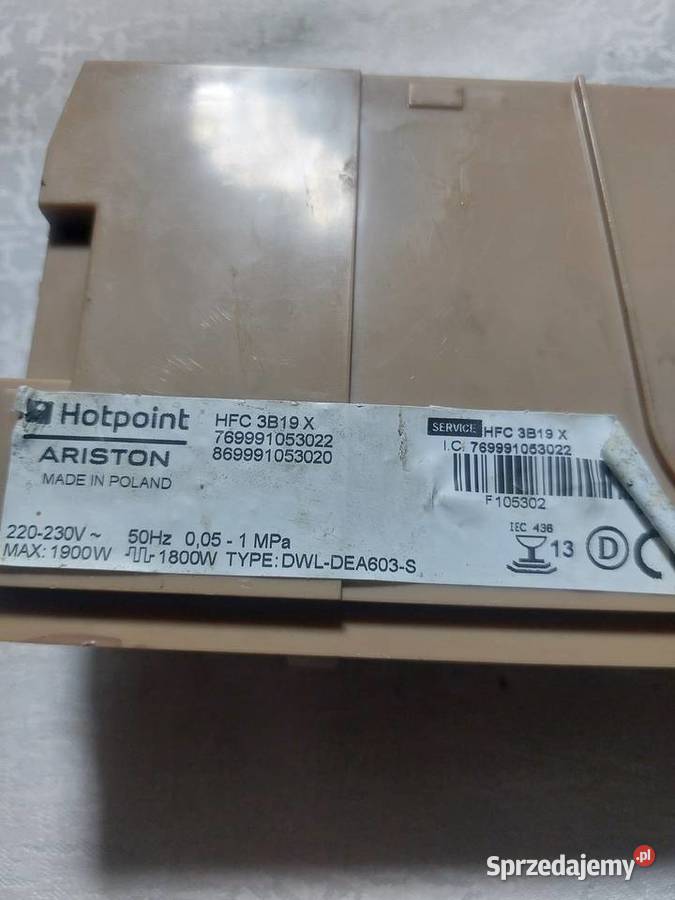 Hotpoint
ARISTON
MADE IN POLAND
HFC 3B19 X
769991053022
869991053020
SERVICE HFC 3B19 X
I.C. 769991053022
F105302
220-230V ~ 50Hz 0,05 - 1 MPa
MAX: 1900W 1800W TYPE: DWL-DEA603-S
IEC 436
13 D
Sprzedajemy.pl